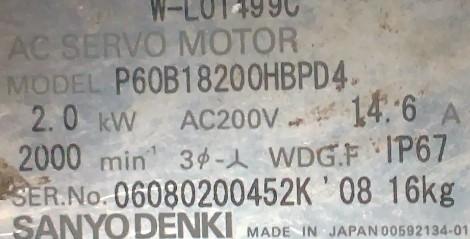 W-L01499C
AC SERVO MOTOR
MODEL P60B18200HBPD4
2.0 kW AC200V 14.6 A
2000 min⁻¹ 3φ-人 WDG.F IP67
SER.No. 06080200452K '08 16kg
SANYO DENKI MADE IN JAPAN 00592134-01